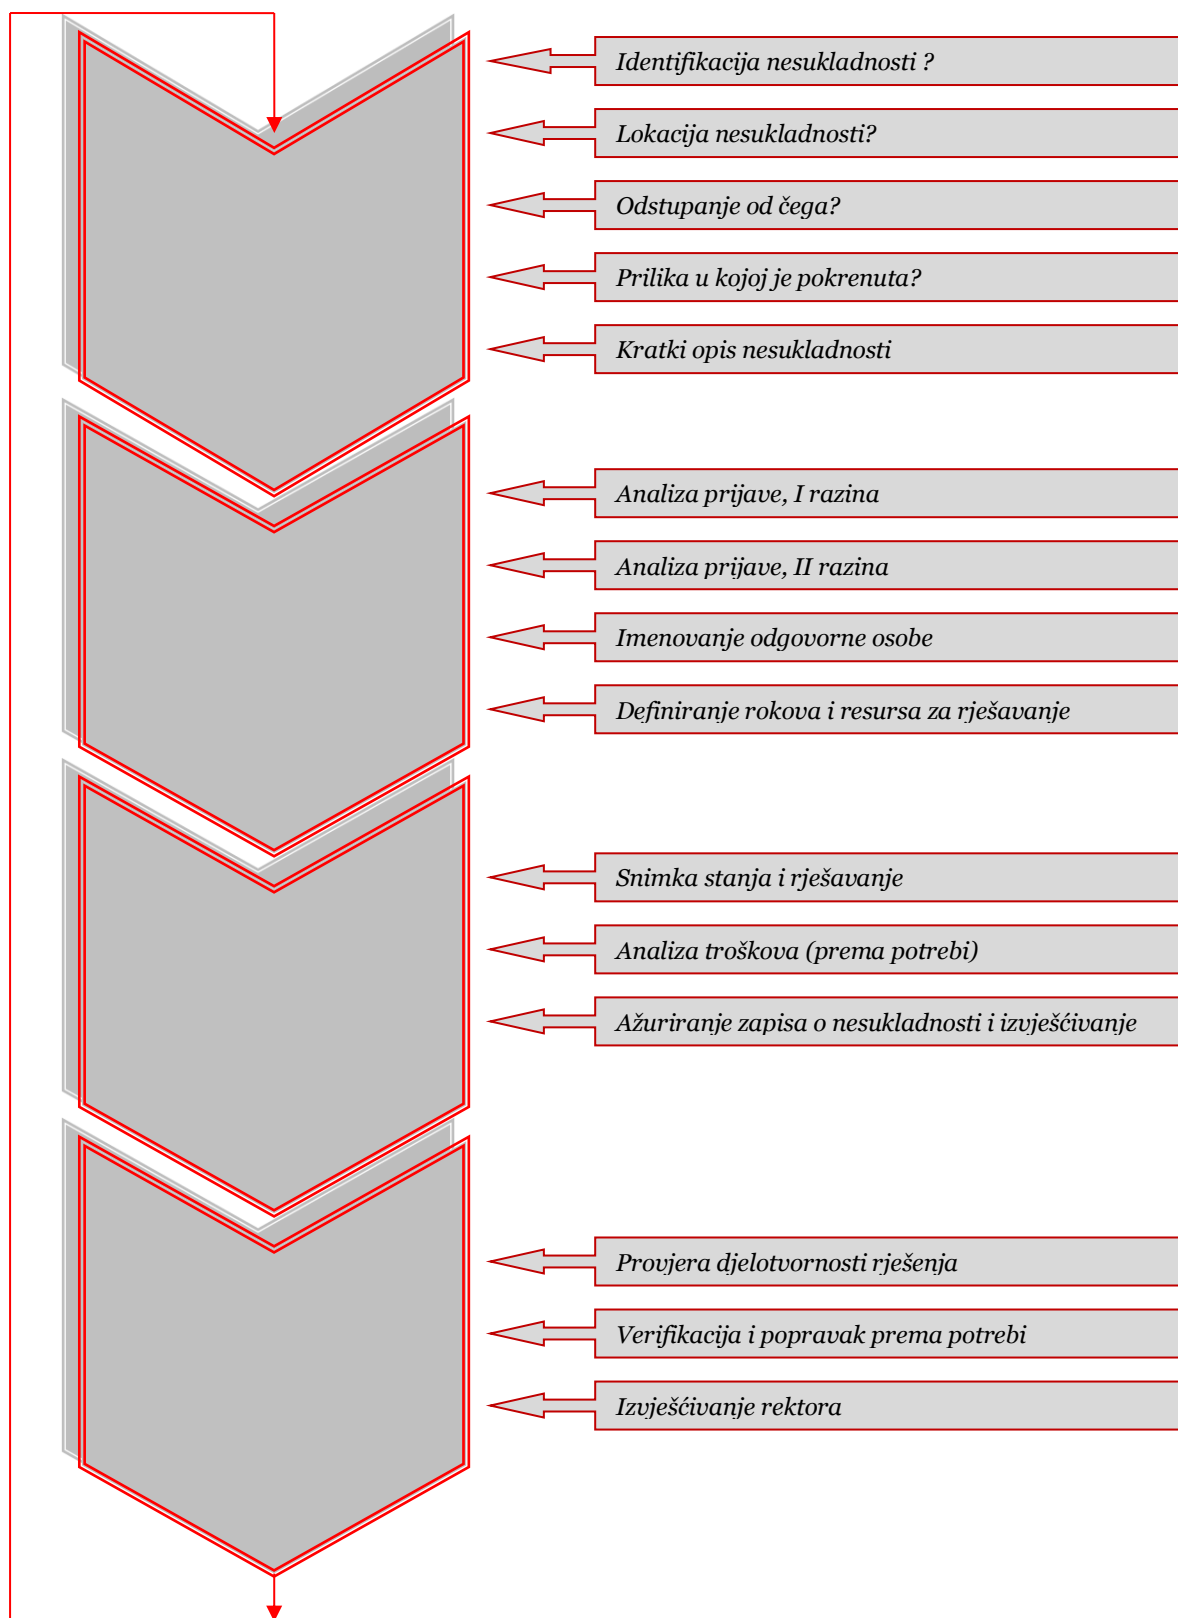 Identifikacija nesukladnosti ?
Lokacija nesukladnosti?
Odstupanje od čega?
Prilika u kojoj je pokrenuta?
Kratki opis nesukladnosti
Analiza prijave, I razina
Analiza prijave, II razina
Imenovanje odgovorne osobe
Definiranje rokova i resursa za rješavanje
Snimka stanja i rješavanje
Analiza troškova (prema potrebi)
Ažuriranje zapisa o nesukladnosti i izvješćivanje
Provjera djelotvornosti rješenja
Verifikacija i popravak prema potrebi
Izvješćivanje rektora